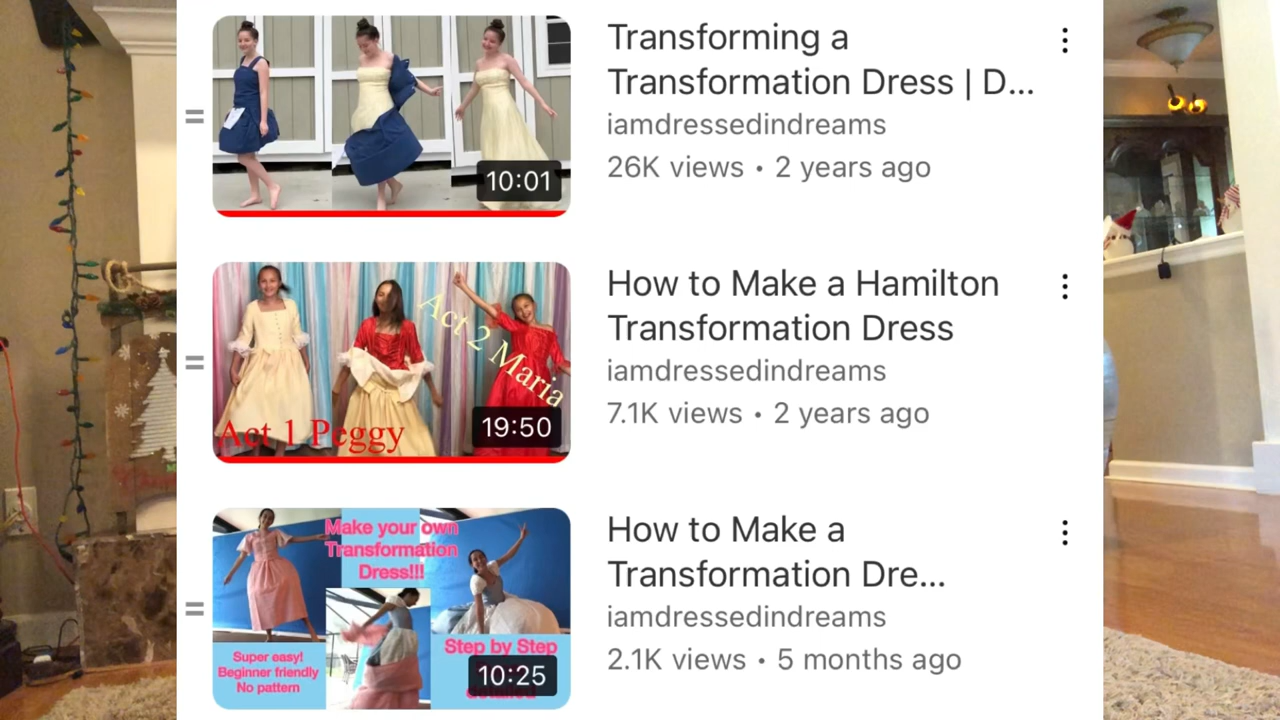 Transforming a
Transformation Dress | D...
iamdressedindreams
26K views • 2 years ago
10:01
How to Make a Hamilton
Transformation Dress
iamdressedindreams
7.1K views • 2 years ago
Act 1 Peggy
Act 2 Maria
19:50
How to Make a
Transformation Dre...
iamdressedindreams
2.1K views • 5 months ago
Make your own
Transformation
Dress!!!
Super easy!
Beginner friendly
No pattern
Step by Step
10:25